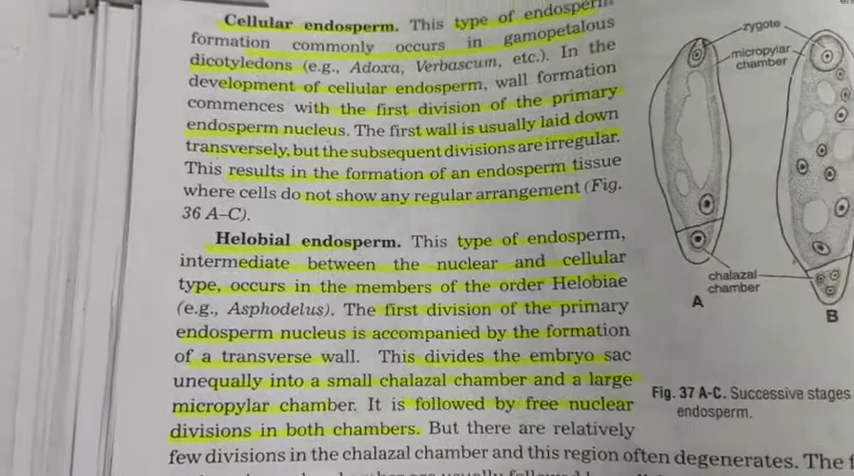 Cellular endosperm. This type of endosperm
formation commonly occurs in gamopetalous
dicotyledons (e.g., Adoxa, Verbascum, etc.). In the
development of cellular endosperm, wall formation
commences with the first division of the primary
endosperm nucleus. The first wall is usually laid down
transversely, but the subsequent divisions are irregular.
This results in the formation of an endosperm tissue
where cells do not show any regular arrangement (Fig.
36 A–C).
Helobial endosperm. This type of endosperm,
intermediate between the nuclear and cellular
type, occurs in the members of the order Helobiae
(e.g., Asphodelus). The first division of the primary
endosperm nucleus is accompanied by the formation
of a transverse wall. This divides the embryo sac
unequally into a small chalazal chamber and a large
micropylar chamber. It is followed by free nuclear
divisions in both chambers. But there are relatively
few divisions in the chalazal chamber and this region often degenerates. The
zygote
micropylar
chamber
chalazal
chamber
A
B
Fig. 37 A-C. Successive stages
endosperm.